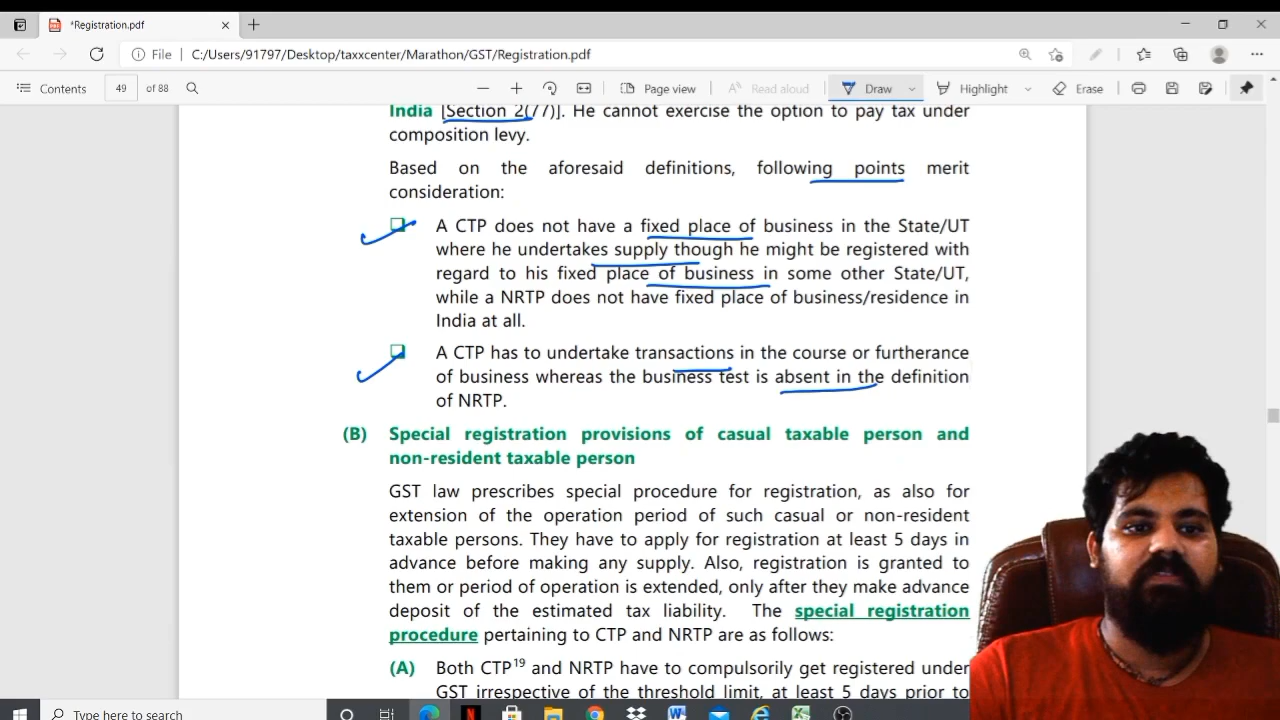 *Registration.pdf
File
C:/Users/91797/Desktop/taxxcenter/Marathon/GST/Registration.pdf
Contents
49 of 88
Page view
Read aloud
Draw
Highlight
Erase
India [Section 2(77)]. He cannot exercise the option to pay tax under
composition levy.
Based on the aforesaid definitions, following points merit
consideration:
A CTP does not have a fixed place of business in the State/UT
where he undertakes supply though he might be registered with
regard to his fixed place of business in some other State/UT,
while a NRTP does not have fixed place of business/residence in
India at all.
A CTP has to undertake transactions in the course or furtherance
of business whereas the business test is absent in the definition
of NRTP.
(B) Special registration provisions of casual taxable person and
non-resident taxable person
GST law prescribes special procedure for registration, as also for
extension of the operation period of such casual or non-resident
taxable persons. They have to apply for registration at least 5 days in
advance before making any supply. Also, registration is granted to
them or period of operation is extended, only after they make advance
deposit of the estimated tax liability. The special registration
procedure pertaining to CTP and NRTP are as follows:
(A) Both CTP19 and NRTP have to compulsorily get registered under
GST irrespective of the threshold limit, at least 5 days prior to
Type here to search